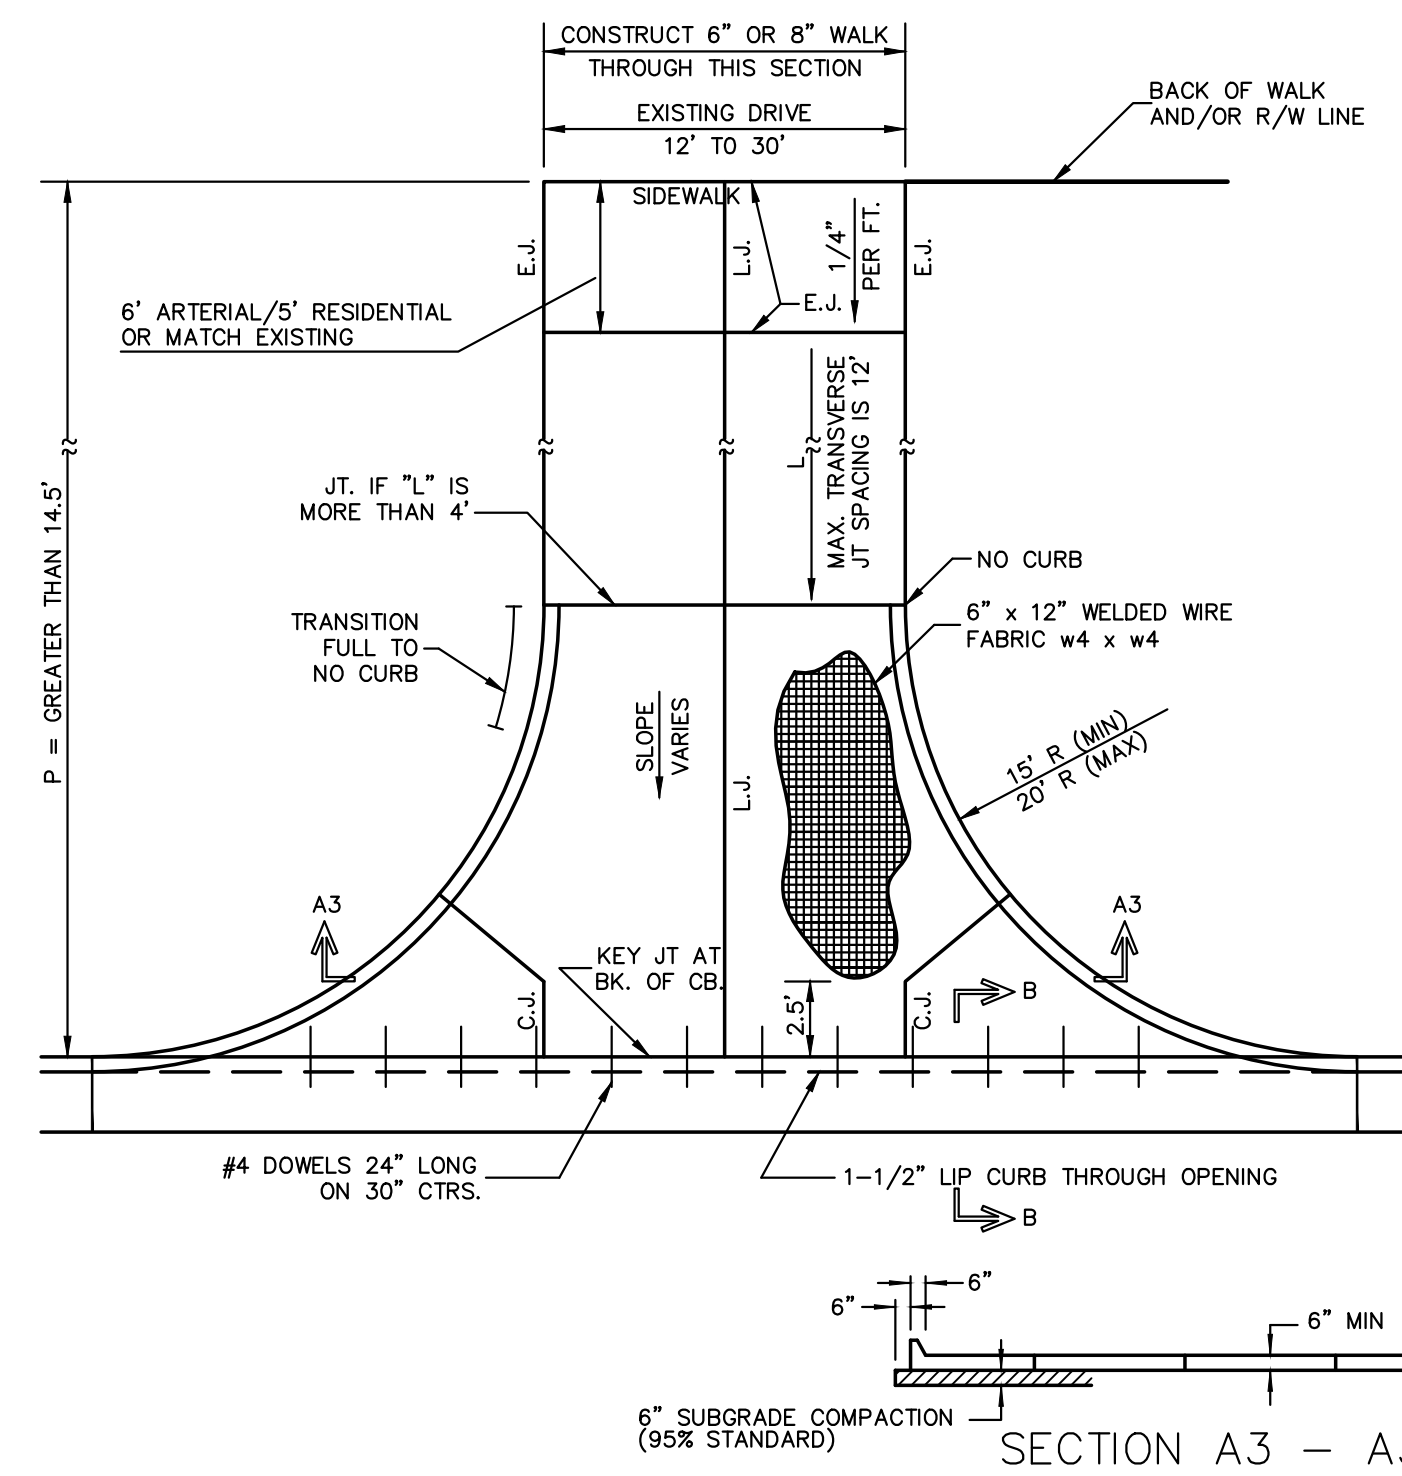 CONSTRUCT 6” OR 8” WALK
THROUGH THIS SECTION
EXISTING DRIVE
12’ TO 30’
BACK OF WALK
AND/OR R/W LINE
SIDEWALK
E.J.
L.J.
1/4”
PER FT.
E.J.
E.J.
6’ ARTERIAL/5’ RESIDENTIAL
OR MATCH EXISTING
P = GREATER THAN 14.5’
L
MAX. TRANSVERSE
JT SPACING IS 12’
JT. IF ”L” IS
MORE THAN 4’
NO CURB
TRANSITION
FULL TO
NO CURB
6” x 12” WELDED WIRE
FABRIC w4 x w4
SLOPE
VARIES
L.J.
15’ R (MIN)
20’ R (MAX)
A3
A3
KEY JT AT
BK. OF CB.
C.J.
2.5’
C.J.
B
#4 DOWELS 24” LONG
ON 30” CTRS.
1-1/2” LIP CURB THROUGH OPENING
B
6”
6”
6” MIN
6” SUBGRADE COMPACTION
(95% STANDARD)
SECTION A3 – A